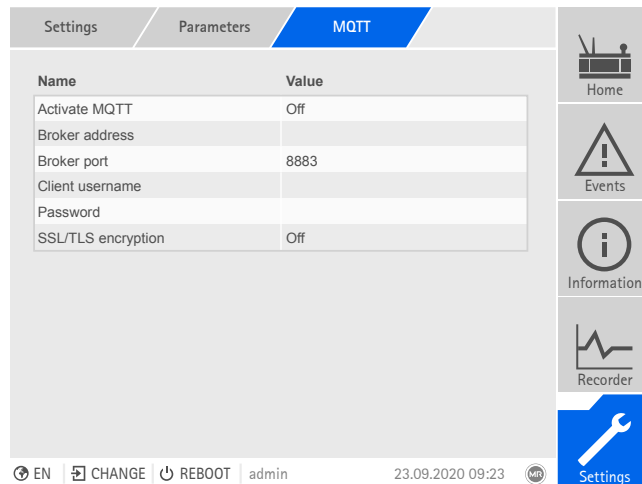 Settings Parameters MQTT
Name Value
Activate MQTT Off
Broker address
Broker port 8883
Client username
Password
SSL/TLS encryption Off
Home
Events
Information
Recorder
Settings
EN CHANGE REBOOT admin 23.09.2020 09:23 MR